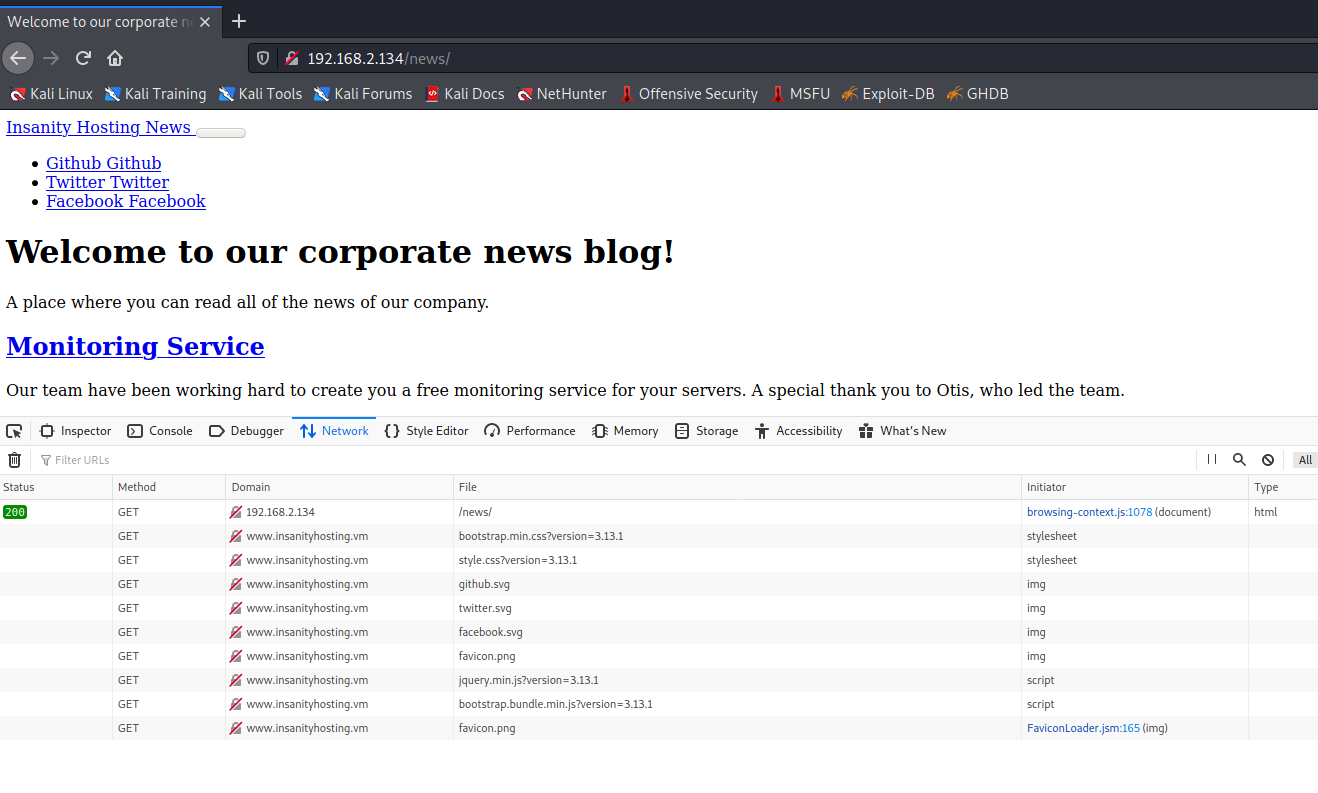 Welcome to our corporate ne
192.168.2.134/news/
Kali Linux Kali Training Kali Tools Kali Forums Kali Docs NetHunter Offensive Security MSFU Exploit-DB GHDB
Insanity Hosting News
Github Github
Twitter Twitter
Facebook Facebook
Welcome to our corporate news blog!
A place where you can read all of the news of our company.
Monitoring Service
Our team have been working hard to create you a free monitoring service for your servers. A special thank you to Otis, who led the team.
Inspector Console Debugger Network Style Editor Performance Memory Storage Accessibility What's New
Filter URLs All
Status Method Domain File Initiator Type
200 GET 192.168.2.134 /news/ browsing-context.js:1078 (document) html
GET www.insanityhosting.vm bootstrap.min.css?version=3.13.1 stylesheet
GET www.insanityhosting.vm style.css?version=3.13.1 stylesheet
GET www.insanityhosting.vm github.svg img
GET www.insanityhosting.vm twitter.svg img
GET www.insanityhosting.vm facebook.svg img
GET www.insanityhosting.vm favicon.png img
GET www.insanityhosting.vm jquery.min.js?version=3.13.1 script
GET www.insanityhosting.vm bootstrap.bundle.min.js?version=3.13.1 script
GET www.insanityhosting.vm favicon.png FaviconLoader.jsm:165 (img)